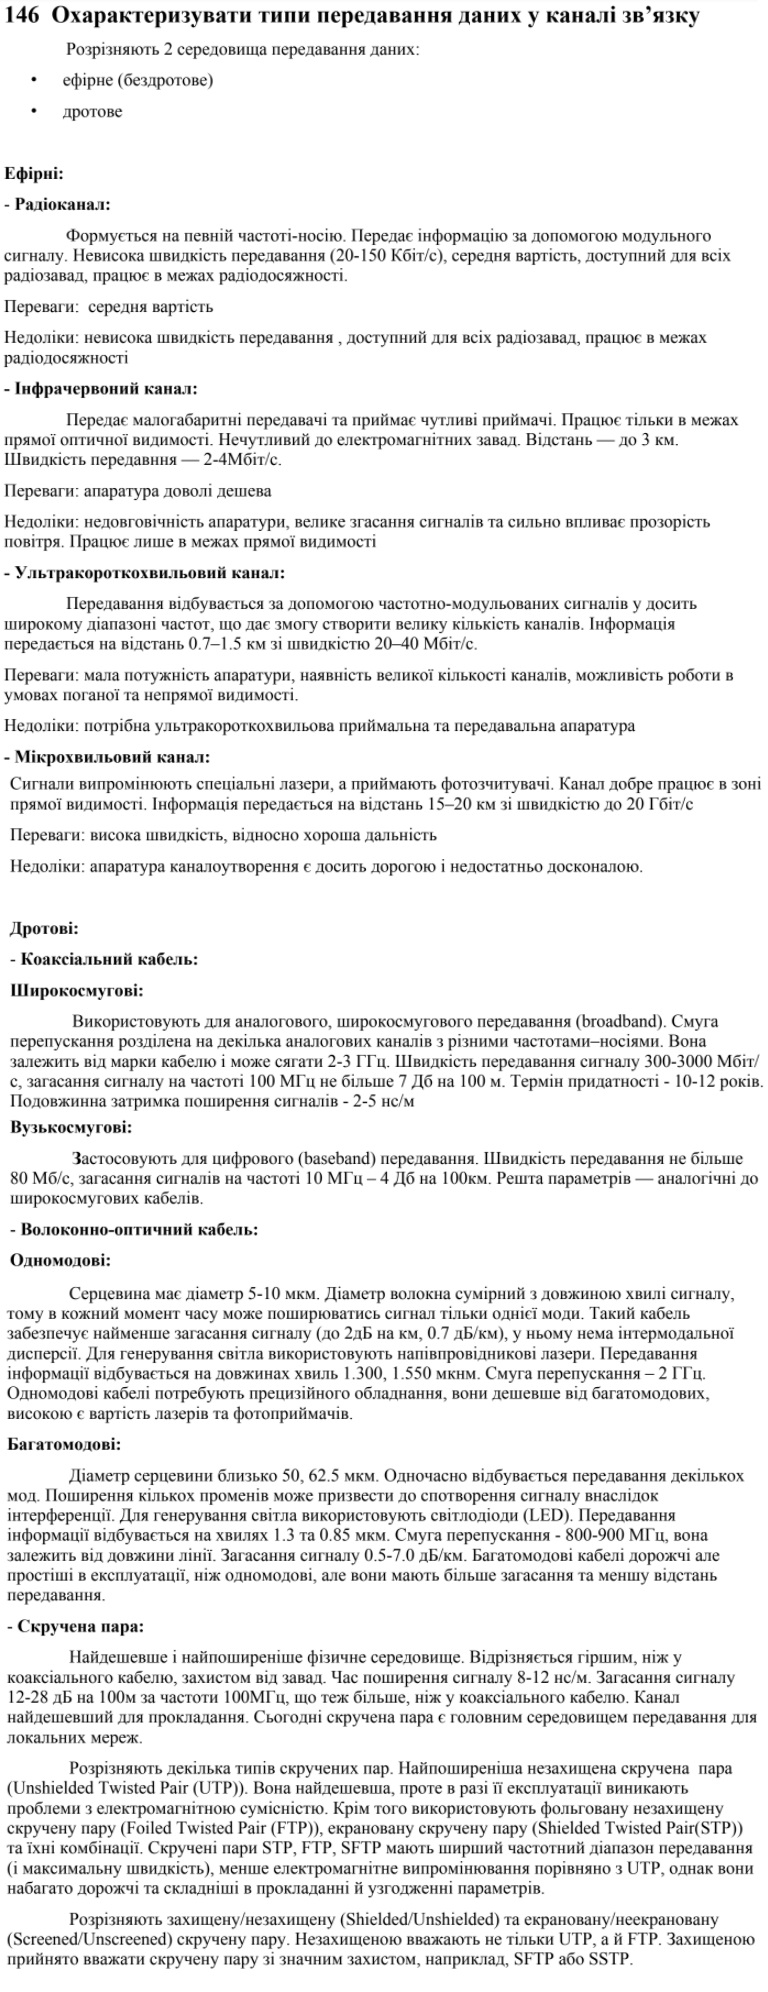 146  Охарактеризувати типи передавання даних у каналі зв’язку
Розрізняють 2 середовища передавання даних:
• ефірне (бездротове)
• дротове
Ефірні:
- Радіоканал:
Формується на певній частоті-носію. Передає інформацію за допомогою модульного
сигналу. Невисока швидкість передавання (20-150 Кбіт/с), середня вартість, доступний для всіх
радіозавад, працює в межах радіодосяжності.
Переваги:  середня вартість
Недоліки: невисока швидкість передавання , доступний для всіх радіозавад, працює в межах
радіодосяжності
- Інфрачервоний канал:
Передає малогабаритні передавачі та приймає чутливі приймачі. Працює тільки в межах
прямої оптичної видимості. Нечутливий до електромагнітних завад. Відстань — до 3 км.
Швидкість передавння — 2-4Мбіт/с.
Переваги: апаратура доволі дешева
Недоліки: недовговічність апаратури, велике згасання сигналів та сильно впливає прозорість
повітря. Працює лише в межах прямої видимості
- Ультракороткохвильовий канал:
Передавання відбувається за допомогою частотно-модульованих сигналів у досить
широкому діапазоні частот, що дає змогу створити велику кількість каналів. Інформація
передається на відстань 0.7–1.5 км зі швидкістю 20–40 Мбіт/с.
Переваги: мала потужність апаратури, наявність великої кількості каналів, можливість роботи в
умовах поганої та непрямої видимості.
Недоліки: потрібна ультракороткохвильова приймальна та передавальна апаратура
- Мікрохвильовий канал:
Сигнали випромінюють спеціальні лазери, а приймають фотозчитувачі. Канал добре працює в зоні
прямої видимості. Інформація передається на відстань 15–20 км зі швидкістю до 20 Гбіт/с
Переваги: висока швидкість, відносно хороша дальність
Недоліки: апаратура каналоутворення є досить дорогою і недостатньо досконалою.
Дротові:
- Коаксіальний кабель:
Широкосмугові:
Використовують для аналогового, широкосмугового передавання (broadband). Смуга
перепускання розділена на декілька аналогових каналів з різними частотами–носіями. Вона
залежить від марки кабелю і може сягати 2-3 ГГц. Швидкість передавання сигналу 300-3000 Мбіт/
с, загасання сигналу на частоті 100 МГц не більше 7 Дб на 100 м. Термін придатності - 10-12 років.
Подовжинна затримка поширення сигналів - 2-5 нс/м
Вузькосмугові:
Застосовують для цифрового (baseband) передавання. Швидкість передавання не більше
80 Мб/с, загасання сигналів на частоті 10 МГц – 4 Дб на 100км. Решта параметрів — аналогічні до
широкосмугових кабелів.
- Волоконно-оптичний кабель:
Одномодові:
Серцевина має діаметр 5-10 мкм. Діаметр волокна сумірний з довжиною хвилі сигналу,
тому в кожний момент часу може поширюватись сигнал тільки однієї моди. Такий кабель
забезпечує найменше загасання сигналу (до 2дБ на км, 0.7 дБ/км), у ньому нема інтермодальної
дисперсії. Для генерування світла використовують напівпровідникові лазери. Передавання
інформації відбувається на довжинах хвиль 1.300, 1.550 мкнм. Смуга перепускання – 2 ГГц.
Одномодові кабелі потребують прецизійного обладнання, вони дешевше від багатомодових,
високою є вартість лазерів та фотоприймачів.
Багатомодові:
Діаметр серцевини близько 50, 62.5 мкм. Одночасно відбувається передавання декількох
мод. Поширення кількох променів може призвести до спотворення сигналу внаслідок
інтерференції. Для генерування світла використовують світлодіоди (LED). Передавання
інформації відбувається на хвилях 1.3 та 0.85 мкм. Смуга перепускання - 800-900 МГц, вона
залежить від довжини лінії. Загасання сигналу 0.5-7.0 дБ/км. Багатомодові кабелі дорожчі але
простіші в експлуатації, ніж одномодові, але вони мають більше загасання та меншу відстань
передавання.
- Скручена пара:
Найдешевше і найпоширеніше фізичне середовище. Відрізняється гіршим, ніж у
коаксіального кабелю, захистом від завад. Час поширення сигналу 8-12 нс/м. Загасання сигналу
12-28 дБ на 100м за частоти 100МГц, що теж більше, ніж у коаксіального кабелю. Канал
найдешевший для прокладання. Сьогодні скручена пара є головним середовищем передавання для
локальних мереж.
Розрізняють декілька типів скручених пар. Найпоширеніша незахищена скручена  пара
(Unshielded Twisted Pair (UTP)). Вона найдешевша, проте в разі її експлуатації виникають
проблеми з електромагнітною сумісністю. Крім того використовують фольговану незахищену
скручену пару (Foiled Twisted Pair (FTP)), екрановану скручену пару (Shielded Twisted Pair(STP))
та їхні комбінації. Скручені пари STP, FTP, SFTP мають ширший частотний діапазон передавання
(і максимальну швидкість), менше електромагнітне випромінювання порівняно з UTP, однак вони
набагато дорожчі та складніші в прокладанні й узгодженні параметрів.
Розрізняють захищену/незахищену (Shielded/Unshielded) та екрановану/неекрановану
(Screened/Unscreened) скручену пару. Незахищеною вважають не тільки UTP, а й FTP. Захищеною
прийнято вважати скручену пару зі значним захистом, наприклад, SFTP або SSTP.